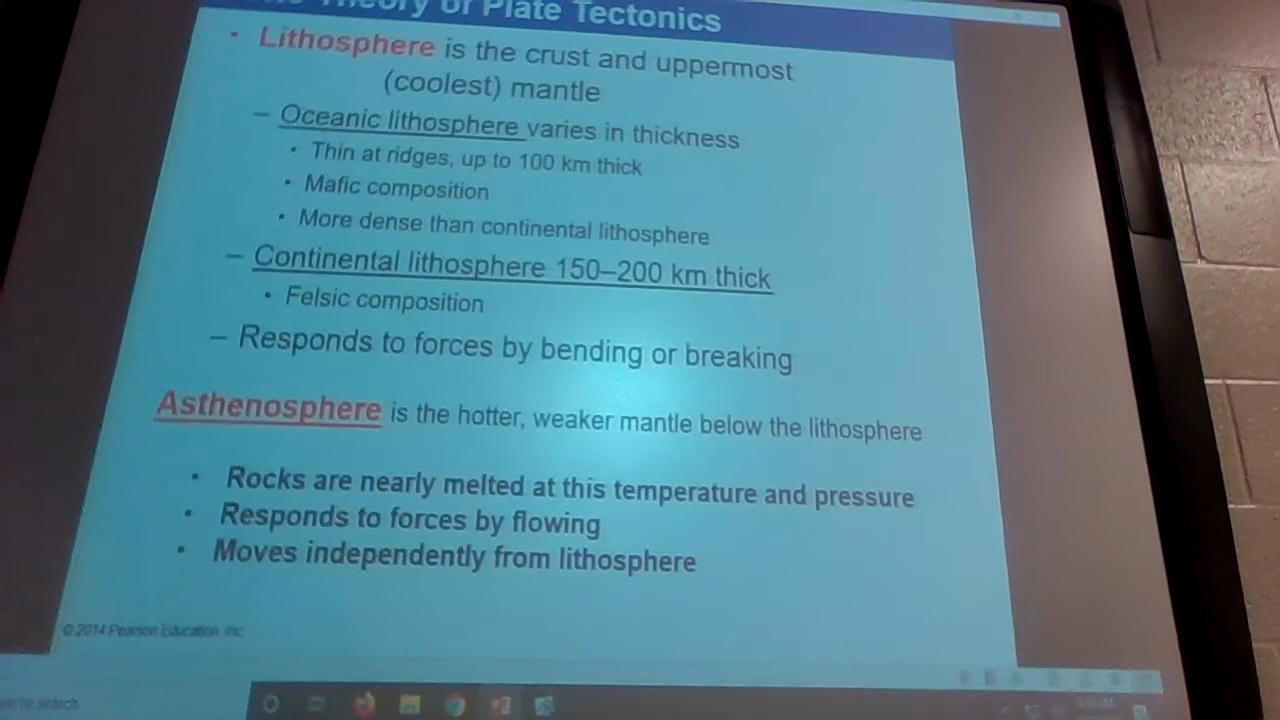 Theory of Plate Tectonics
• Lithosphere is the crust and uppermost
(coolest) mantle
– Oceanic lithosphere varies in thickness
• Thin at ridges, up to 100 km thick
• Mafic composition
• More dense than continental lithosphere
– Continental lithosphere 150–200 km thick
• Felsic composition
– Responds to forces by bending or breaking
Asthenosphere is the hotter, weaker mantle below the lithosphere
• Rocks are nearly melted at this temperature and pressure
• Responds to forces by flowing
• Moves independently from lithosphere
© 2014 Pearson Education, Inc.
to search